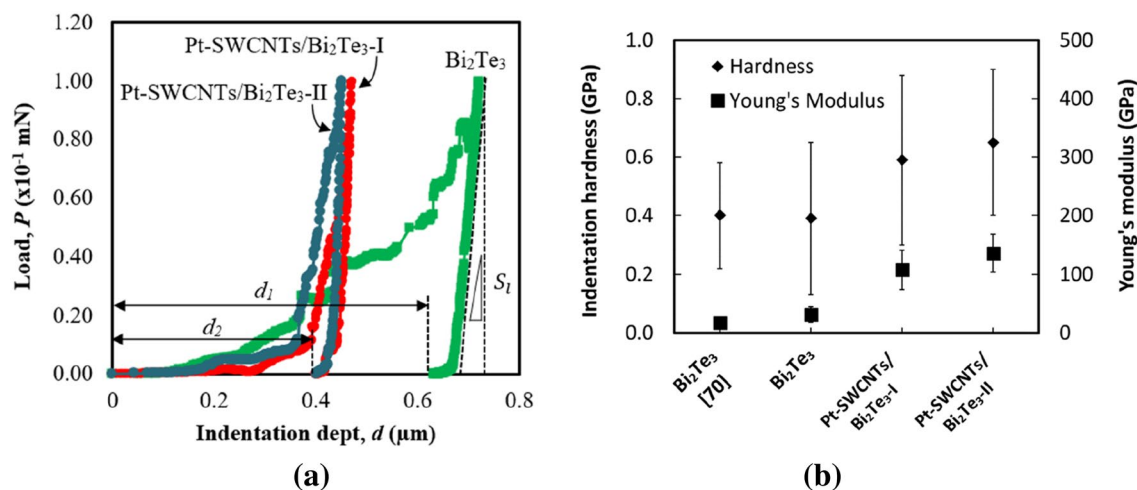 1.20
1.00
0.80
0.60
0.40
0.20
0.00
Load, P (x10⁻¹ mN)
Pt-SWCNTs/Bi₂Te₃-I
Pt-SWCNTs/Bi₂Te₃-II
Bi₂Te₃
d₁
d₂
Sₗ
0 0.2 0.4 0.6 0.8
Indentation dept, d (μm)
(a)
1.0
0.8
0.6
0.4
0.2
0.0
Indentation hardness (GPa)
Hardness
Young's Modulus
500
400
300
200
100
0
Young's modulus (GPa)
Bi₂Te₃
[70]
Bi₂Te₃
Pt-SWCNTs/
Bi₂Te₃-I
Pt-SWCNTs/
Bi₂Te₃-II
(b)